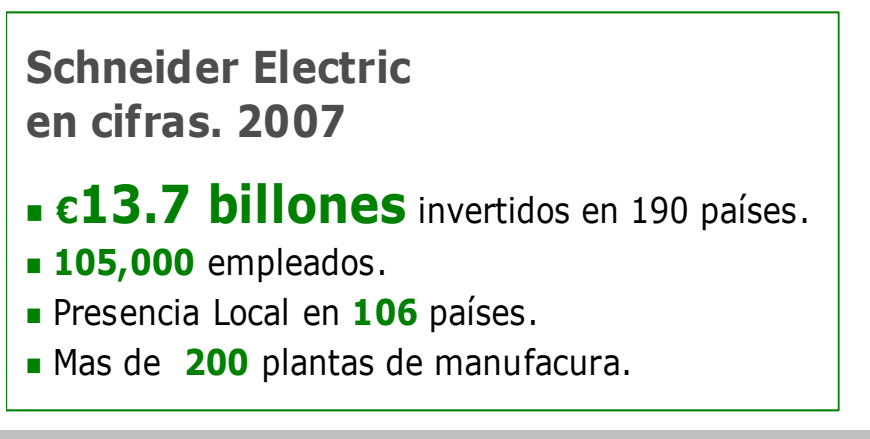 Schneider Electric
en cifras. 2007
▪ €13.7 billones invertidos en 190 países.
▪ 105,000 empleados.
▪ Presencia Local en 106 países.
▪ Mas de 200 plantas de manufacura.